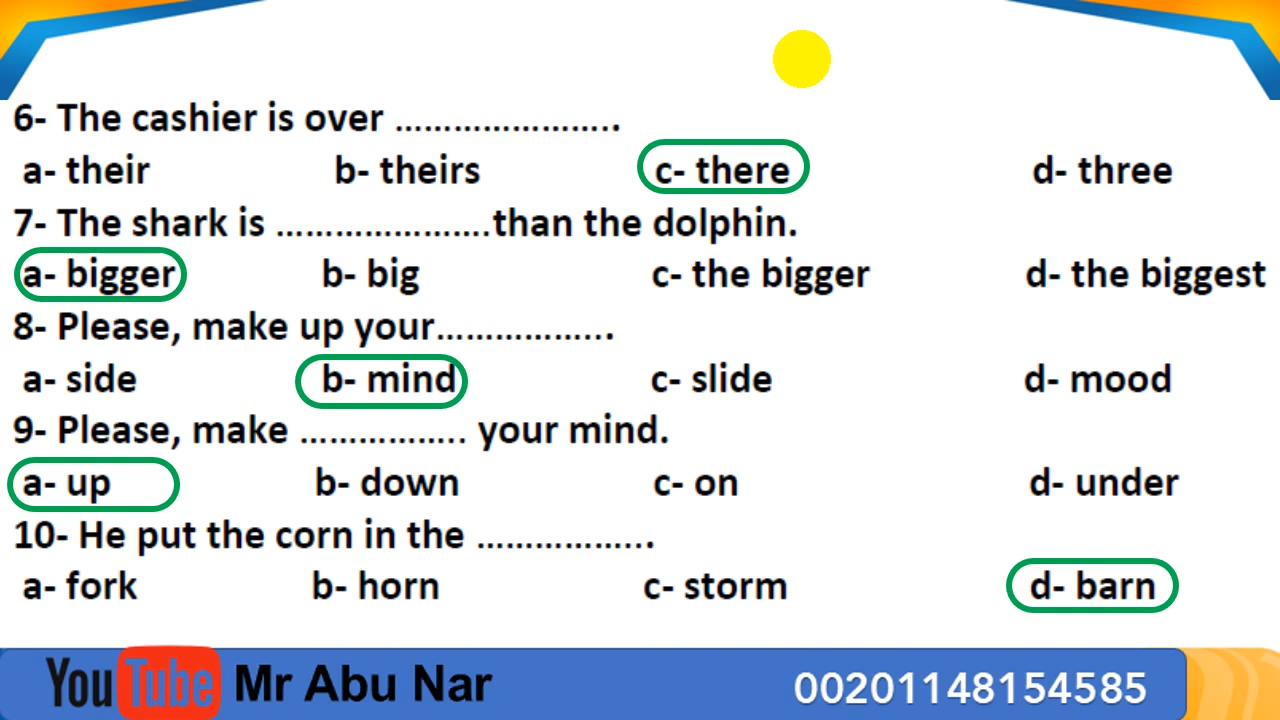 6- The cashier is over …………………..
a- their b- theirs c- there d- three
7- The shark is ………………….than the dolphin.
a- bigger b- big c- the bigger d- the biggest
8- Please, make up your……………...
a- side b- mind c- slide d- mood
9- Please, make …………….. your mind.
a- up b- down c- on d- under
10- He put the corn in the ……………...
a- fork b- horn c- storm d- barn
YouTube Mr Abu Nar 00201148154585